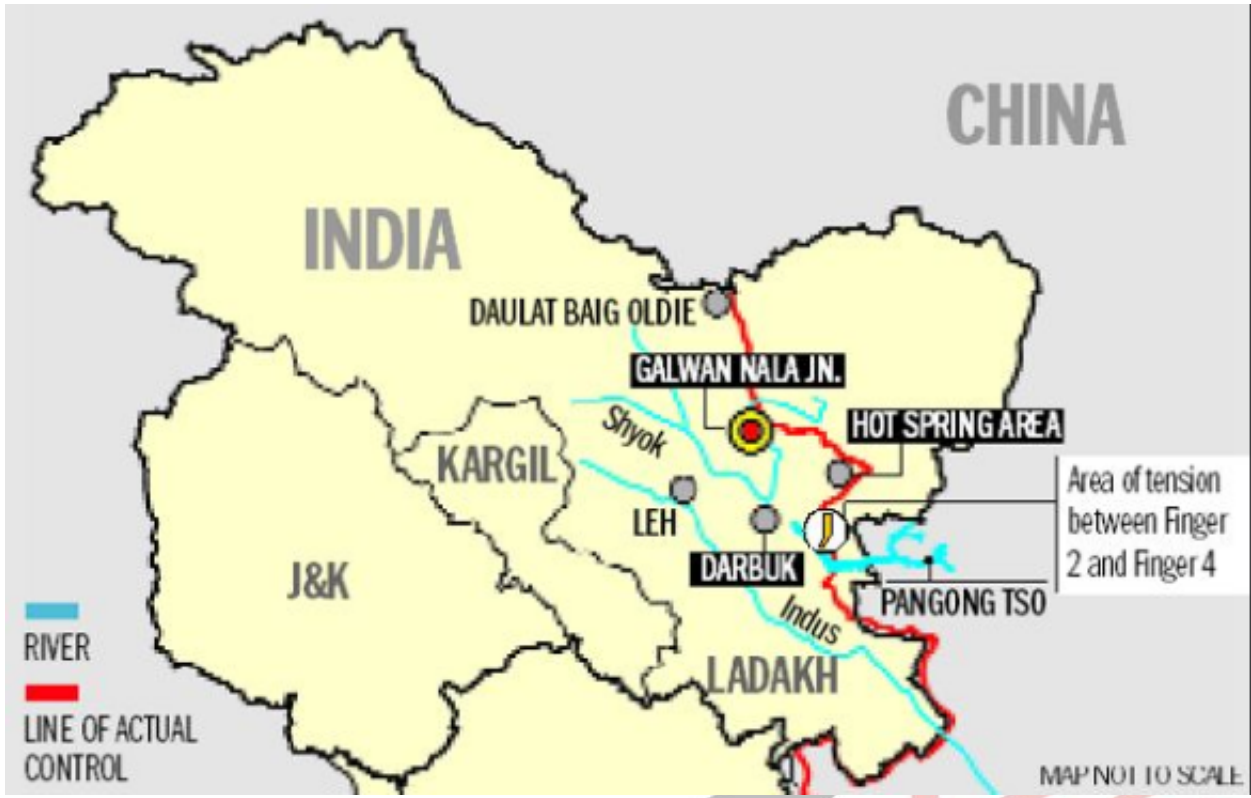 CHINA
INDIA
DAULAT BAIG OLDIE
GALWAN NALA JN.
HOT SPRING AREA
Shyok
KARGIL
Area of tension
between Finger
2 and Finger 4
LEH
DARBUK
J&K
PANGONG TSO
Indus
RIVER
LADAKH
LINE OF ACTUAL
CONTROL
MAP NOT TO SCALE